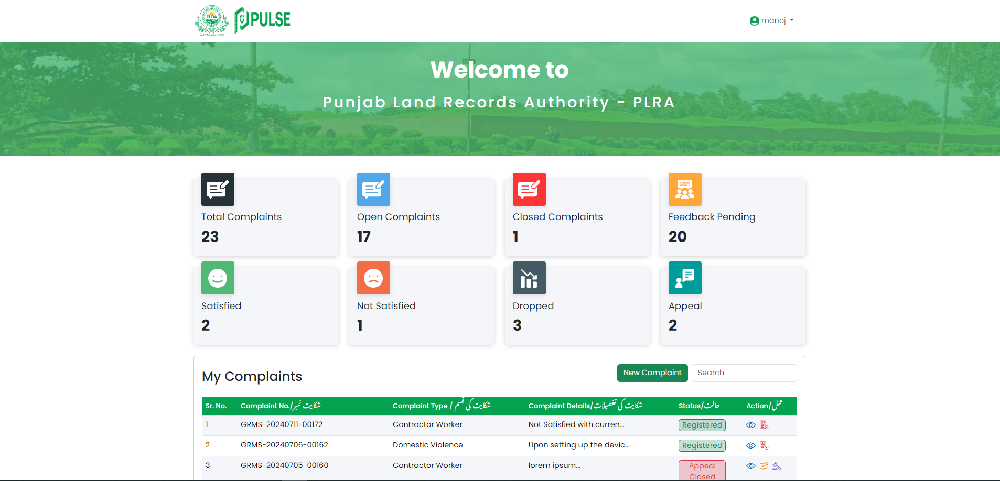 PLRA
PULSE
manoj
Welcome to
Punjab Land Records Authority - PLRA
Total Complaints
23
Open Complaints
17
Closed Complaints
1
Feedback Pending
20
Satisfied
2
Not Satisfied
1
Dropped
3
Appeal
2
My Complaints
New Complaint
Search
Sr. No. Complaint No./شکایت نمبر Complaint Type / شکایت کی قسم Complaint Details/شکایت کی تفصیلات Status/حالت Action/عمل
1 GRMS-20240711-00172 Contractor Worker Not Satisfied with curren... Registered
2 GRMS-20240706-00162 Domestic Violence Upon setting up the devic... Registered
3 GRMS-20240705-00160 Contractor Worker lorem ipsum... Appeal
Closed